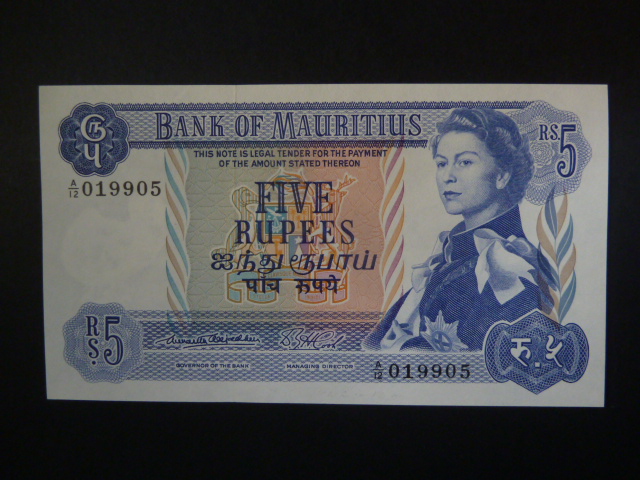 ரூ
௫
BANK OF MAURITIUS
RS 5
THIS NOTE IS LEGAL TENDER FOR THE PAYMENT
OF THE AMOUNT STATED THEREON
A/12 019905
FIVE
RUPEES
ஐந்து ரூபாய்
पांच रूपये
RS 5
रु. ५
A/12 019905
GOVERNOR OF THE BANK
MANAGING DIRECTOR